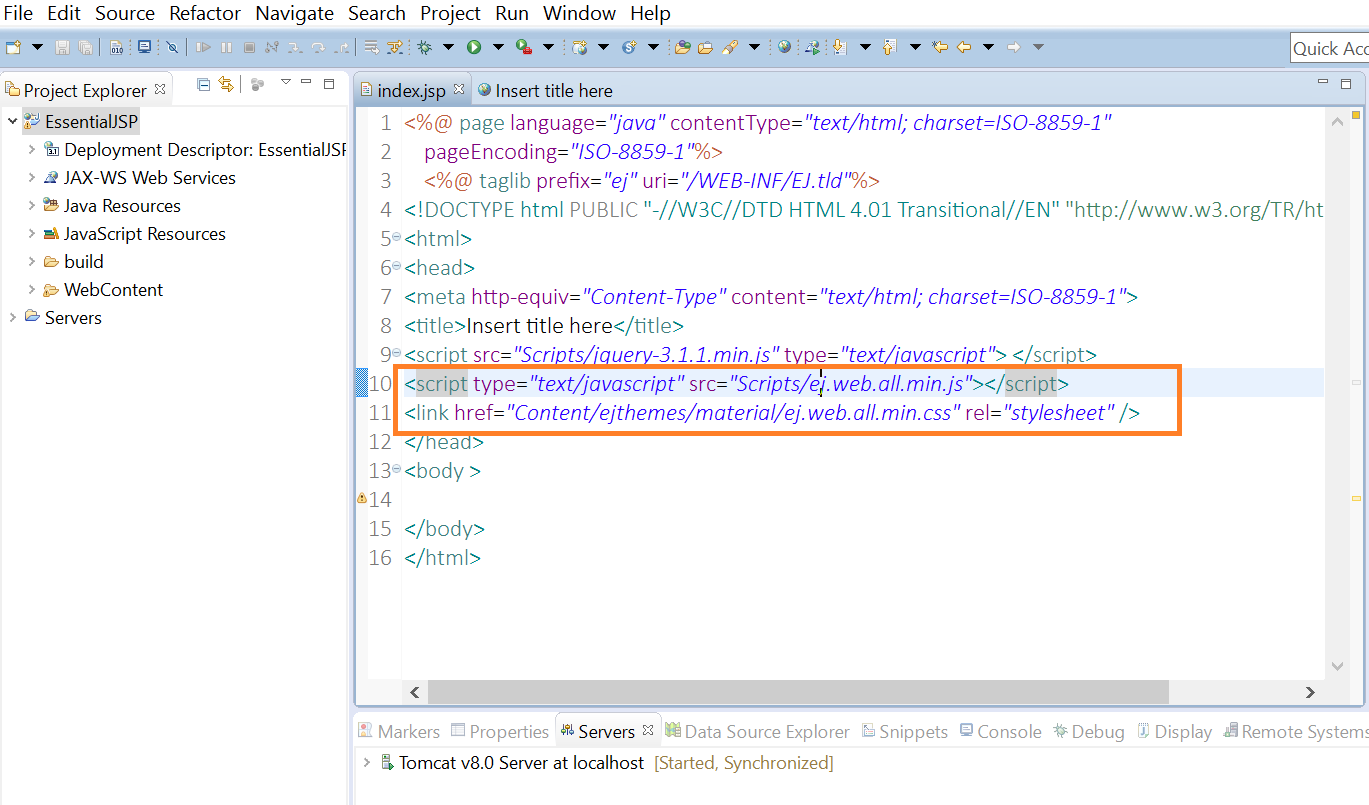 File Edit Source Refactor Navigate Search Project Run Window Help
Quick Acc
Project Explorer
index.jsp
Insert title here
EssentialJSP
Deployment Descriptor: EssentialJSP
JAX-WS Web Services
Java Resources
JavaScript Resources
build
WebContent
Servers
1 <%@ page language="java" contentType="text/html; charset=ISO-8859-1"
2 pageEncoding="ISO-8859-1"%>
3 <%@ taglib prefix="ej" uri="/WEB-INF/EJ.tld"%>
4 <!DOCTYPE html PUBLIC "-//W3C//DTD HTML 4.01 Transitional//EN" "http://www.w3.org/TR/ht
5 <html>
6 <head>
7 <meta http-equiv="Content-Type" content="text/html; charset=ISO-8859-1">
8 <title>Insert title here</title>
9 <script src="Scripts/jquery-3.1.1.min.js" type="text/javascript"> </script>
10 <script type="text/javascript" src="Scripts/ej.web.all.min.js"></script>
11 <link href="Content/ejthemes/material/ej.web.all.min.css" rel="stylesheet" />
12 </head>
13 <body >
14
15 </body>
16 </html>
Markers Properties Servers Data Source Explorer Snippets Console Debug Display Remote Systems
Tomcat v8.0 Server at localhost [Started, Synchronized]